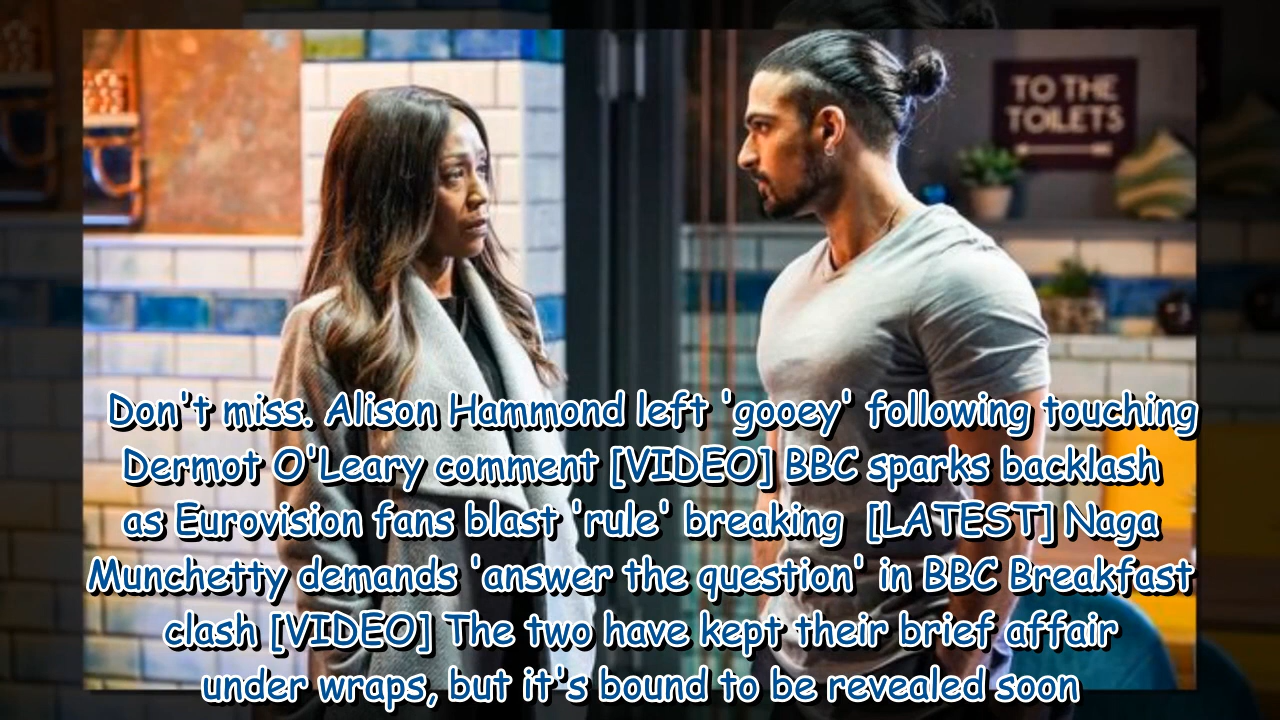 TO THE
TOILETS
Don't miss. Alison Hammond left 'gooey' following touching
Dermot O'Leary comment [VIDEO] BBC sparks backlash
as Eurovision fans blast 'rule' breaking  [LATEST] Naga
Munchetty demands 'answer the question' in BBC Breakfast
clash [VIDEO] The two have kept their brief affair
under wraps, but it's bound to be revealed soon